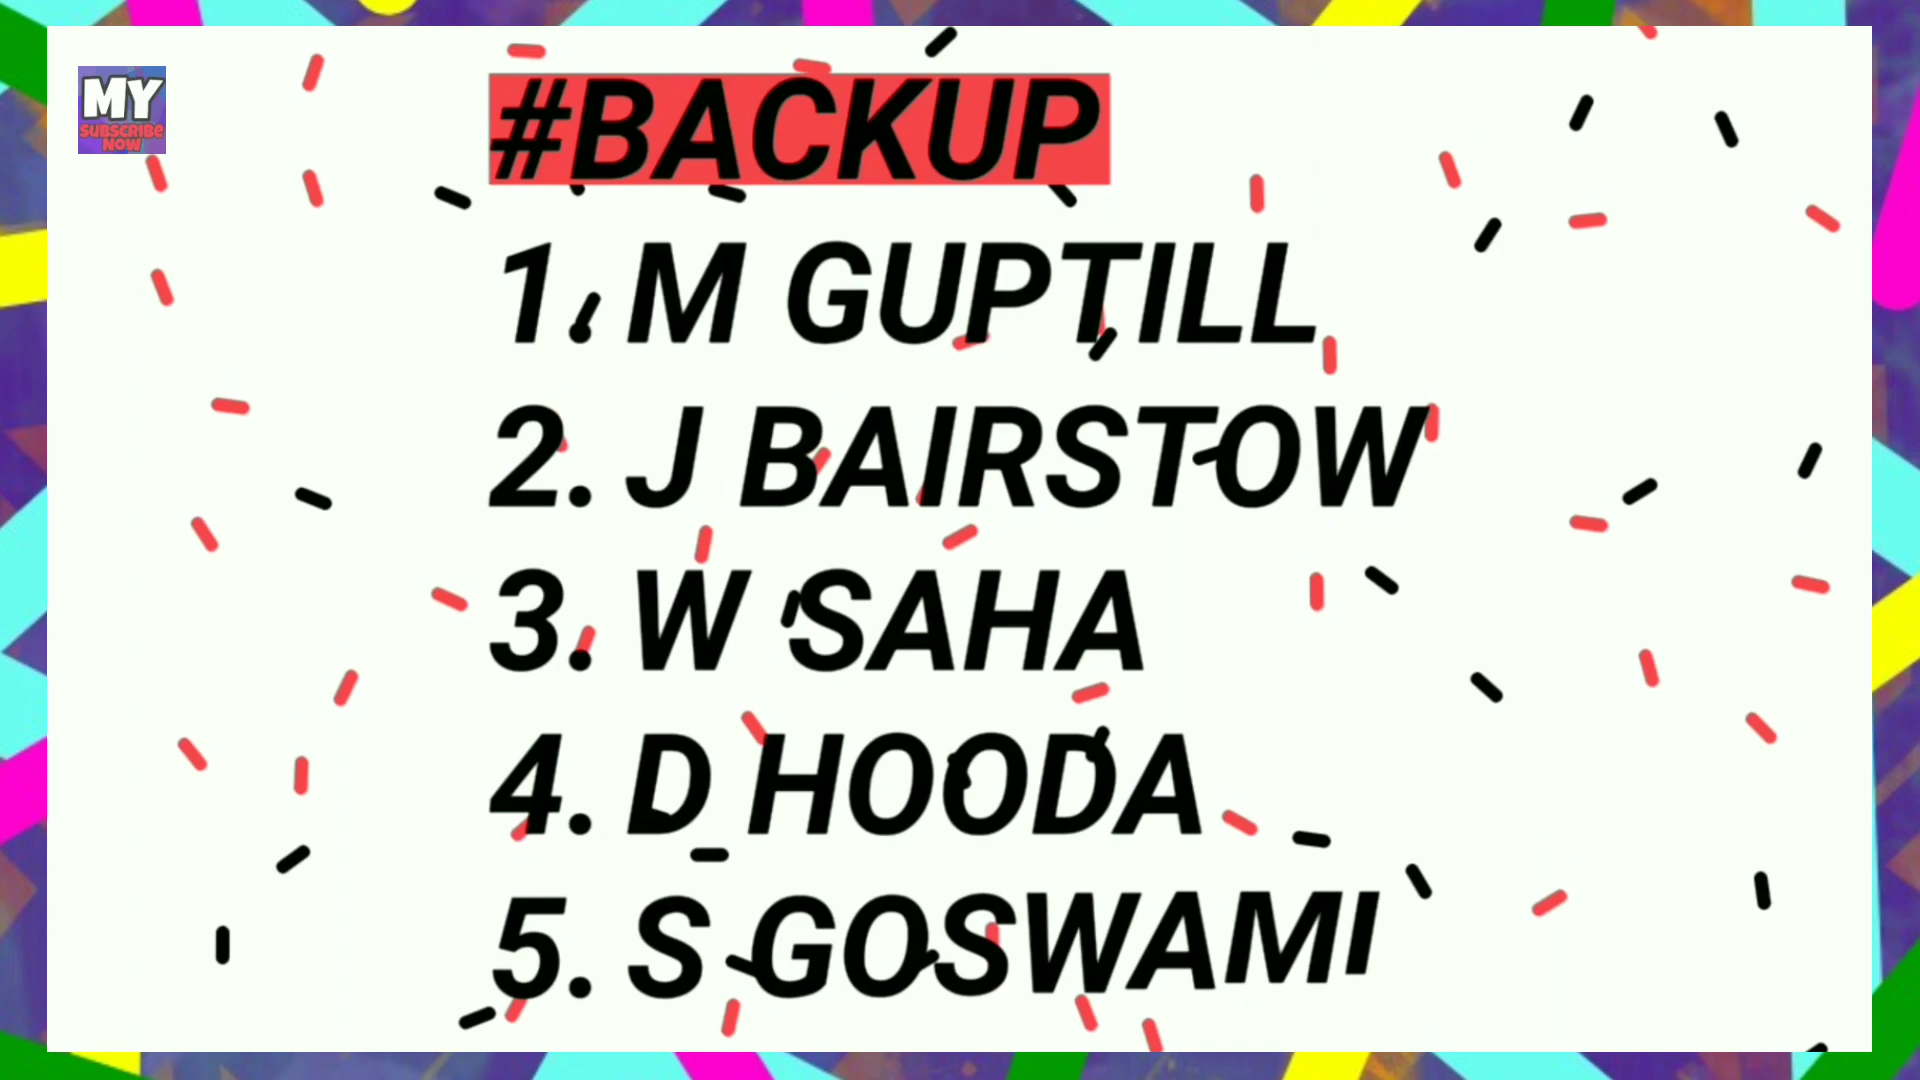 MY
SUBSCRIBE
NOW
#BACKUP
1. M GUPTILL
2. J BAIRSTOW
3. W SAHA
4. D HOODA
5. S GOSWAMI